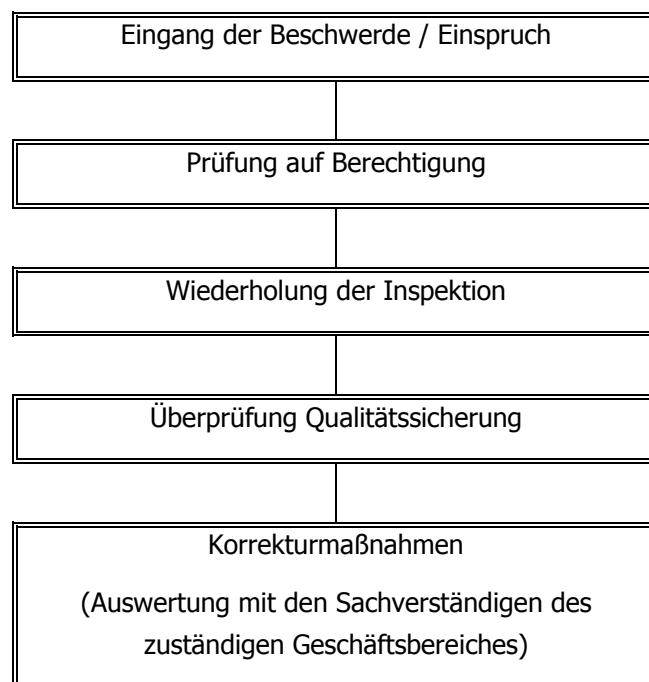 Eingang der Beschwerde / Einspruch
Prüfung auf Berechtigung
Wiederholung der Inspektion
Überprüfung Qualitätssicherung
Korrekturmaßnahmen
(Auswertung mit den Sachverständigen des
zuständigen Geschäftsbereiches)